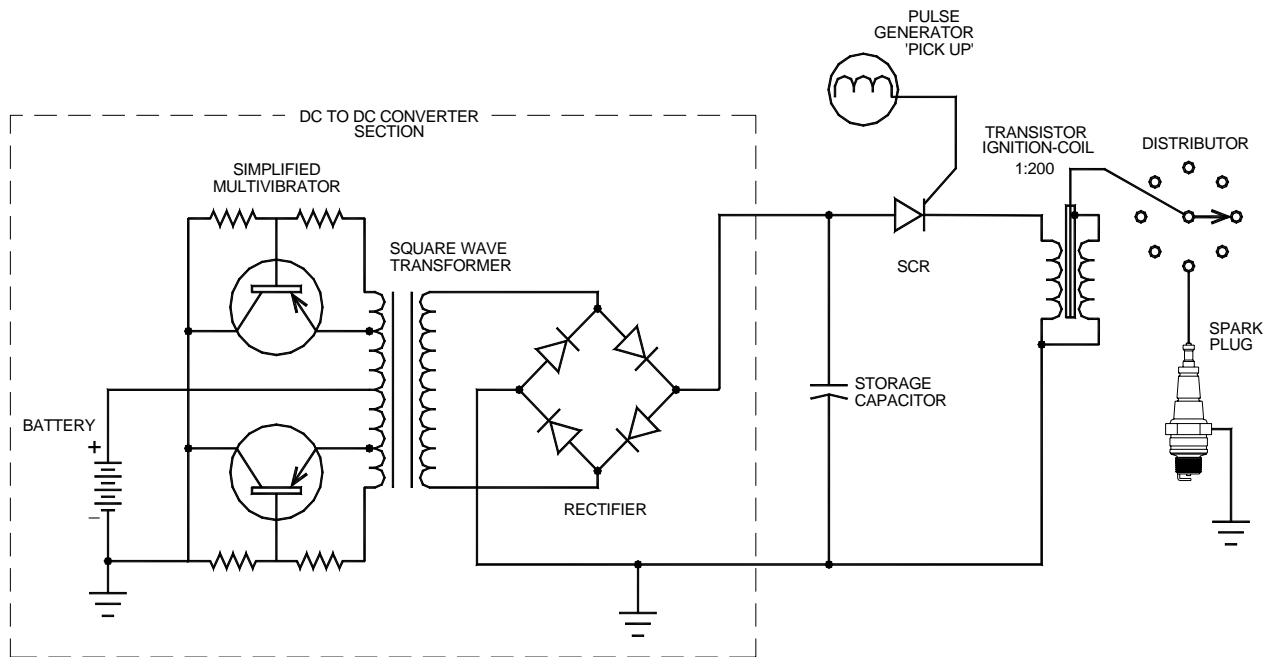 PULSE
GENERATOR
'PICK UP'
DC TO DC CONVERTER
SECTION
TRANSISTOR
IGNITION-COIL
1:200
DISTRIBUTOR
SIMPLIFIED
MULTIVIBRATOR
SQUARE WAVE
TRANSFORMER
SCR
SPARK
PLUG
STORAGE
CAPACITOR
BATTERY
+
−
RECTIFIER